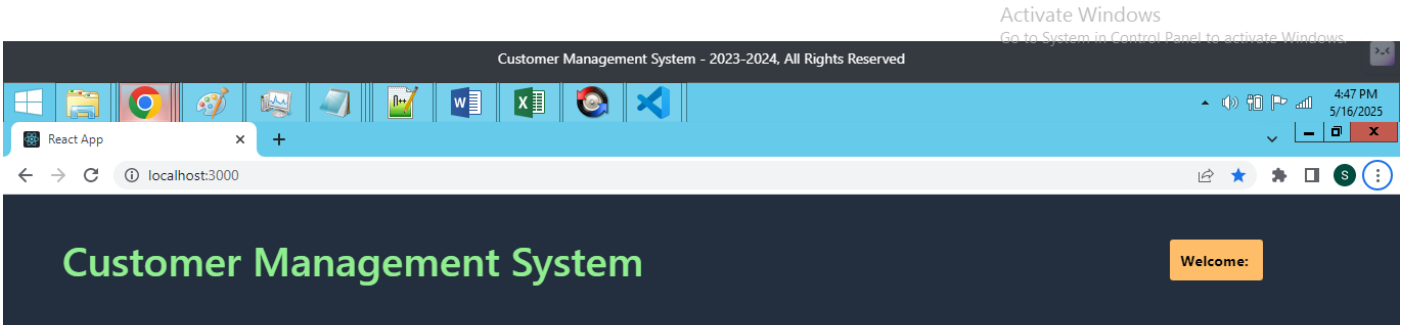 Activate Windows
Go to System in Control Panel to activate Windows.
Customer Management System - 2023-2024, All Rights Reserved
4:47 PM
5/16/2025
React App
localhost:3000
S
Customer Management System
Welcome: